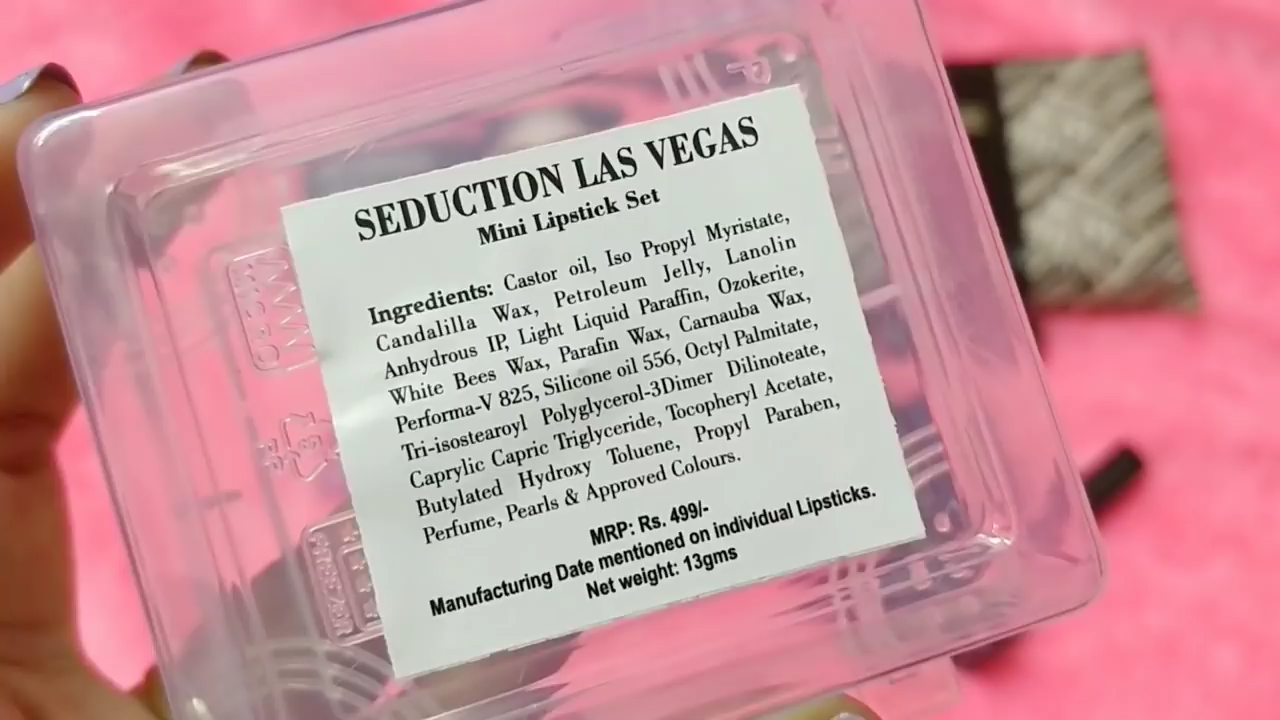 SEDUCTION LAS VEGAS
Mini Lipstick Set
Ingredients: Castor oil, Iso Propyl Myristate,
Candalilla Wax, Petroleum Jelly, Lanolin
Anhydrous IP, Light Liquid Paraffin, Ozokerite,
White Bees Wax, Parafin Wax, Carnauba Wax,
Performa-V 825, Silicone oil 556, Octyl Palmitate,
Tri-isostearoyl Polyglycerol-3Dimer Dilinoteate,
Caprylic Capric Triglyceride, Tocopheryl Acetate,
Butylated Hydroxy Toluene, Propyl Paraben,
Perfume, Pearls & Approved Colours.
MRP: Rs. 499/-
Manufacturing Date mentioned on individual Lipsticks.
Net weight: 13gms